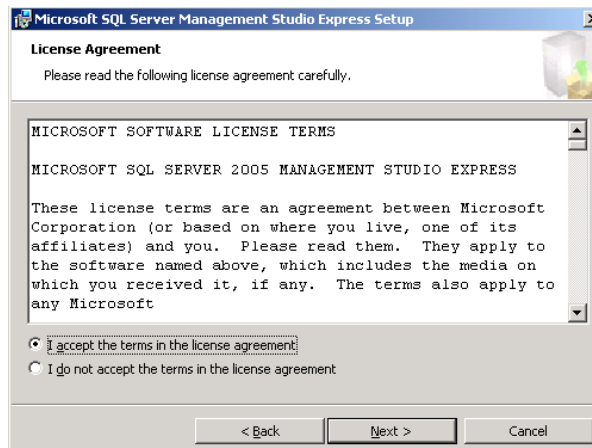 Microsoft SQL Server Management Studio Express Setup
License Agreement
Please read the following license agreement carefully.
MICROSOFT SOFTWARE LICENSE TERMS
MICROSOFT SQL SERVER 2005 MANAGEMENT STUDIO EXPRESS
These license terms are an agreement between Microsoft
Corporation (or based on where you live, one of its
affiliates) and you.  Please read them.  They apply to
the software named above, which includes the media on
which you received it, if any.  The terms also apply to
any Microsoft
I accept the terms in the license agreement
I do not accept the terms in the license agreement
< Back
Next >
Cancel